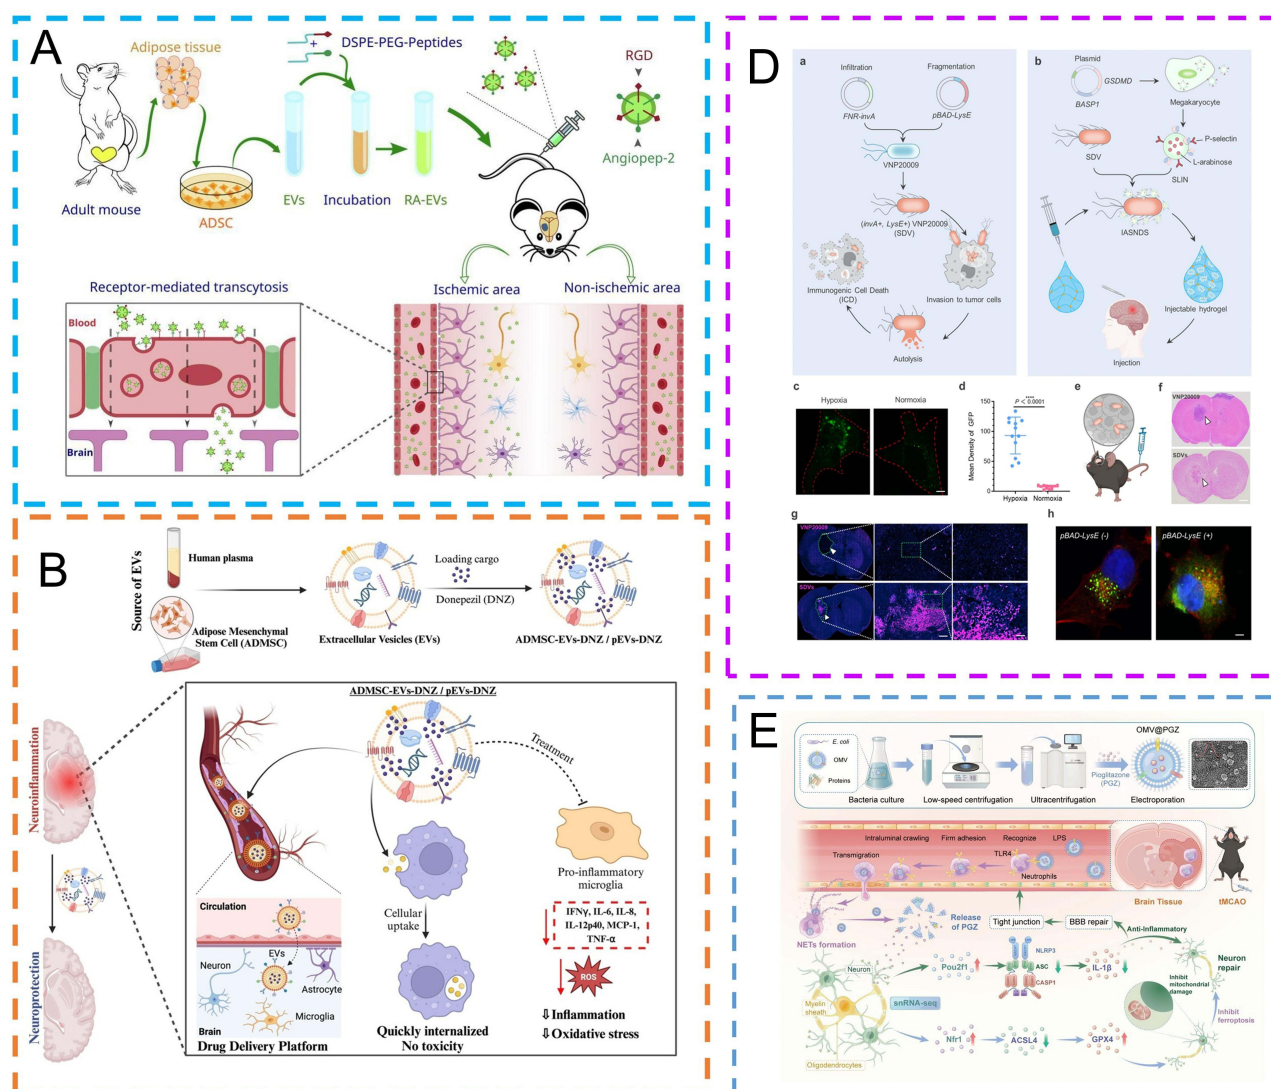 A
Adipose tissue
+
DSPE-PEG-Peptides
RGD
Angiopep-2
Adult mouse
ADSC
EVs
Incubation
RA-EVs
Receptor-mediated transcytosis
Ischemic area
Non-ischemic area
Blood
Brain
B
Source of EVs
Human plasma
Adipose Mesenchymal
Stem Cell (ADMSC)
Extracellular Vesicles (EVs)
Loading cargo
Donepezil (DNZ)
ADMSC-EVs-DNZ / pEVs-DNZ
Neuroinflammation
Neuroprotection
ADMSC-EVs-DNZ / pEVs-DNZ
Treatment
Pro-inflammatory
microglia
Circulation
EVs
Neuron
Astrocyte
Microglia
Brain
Drug Delivery Platform
Cellular
uptake
Quickly internalized
No toxicity
IFNγ, IL-6, IL-8,
IL-12p40, MCP-1,
TNF-α
ROS
⇩ Inflammation
⇩ Oxidative stress
D
a
Infiltration
Fragmentation
FNR-invA
pBAD-LysE
VNP20009
(invA+, LysE+) VNP20009
(SDV)
Immunogenic Cell Death
(ICD)
Invasion to tumor cells
Autolysis
b
Plasmid
GSDMD
BASP1
Megakaryocyte
SDV
P-selectin
L-arabinose
SLIN
IASNDS
Injectable hydrogel
Injection
c
Hypoxia
Normoxia
d
****
P < 0.0001
Mean Density of GFP
150
100
50
0
Hypoxia
Normoxia
e
f
VNP20009
SDVs
g
VNP20009
SDVs
h
pBAD-LysE (-)
pBAD-LysE (+)
E
E. coli
OMV
Proteins
Bacteria culture
Low-speed centrifugation
Ultracentrifugation
Pioglitazone
(PGZ)
OMV@PGZ
Electroporation
Intraluminal crawling
Firm adhesion
Recognize
LPS
Transmigration
TLR4
Neutrophils
Brain Tissue
tMCAO
NETs formation
Release
of PGZ
Tight junction
BBB repair
Anti-inflammatory
Neuron
Pou2f1
NLRP3
ASC
CASP1
IL-1β
Neuron
repair
Inhibit
mitochondrial
damage
Myelin
sheath
snRNA-seq
Inhibit
ferroptosis
Nfr1
ACSL4
GPX4
Oligodendrocytes